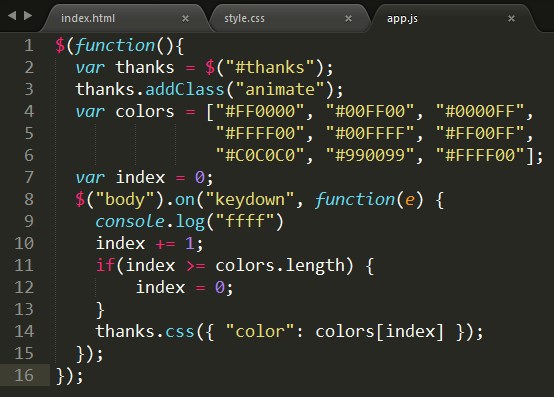 index.html × style.css × app.js ×
1 $(function(){
2 var thanks = $("#thanks");
3 thanks.addClass("animate");
4 var colors = ["#FF0000", "#00FF00", "#0000FF",
5 "#FFFF00", "#00FFFF", "#FF00FF",
6 "#C0C0C0", "#990099", "#FFFF00"];
7 var index = 0;
8 $("body").on("keydown", function(e) {
9 console.log("ffff")
10 index += 1;
11 if(index >= colors.length) {
12 index = 0;
13 }
14 thanks.css({ "color": colors[index] });
15 });
16 });